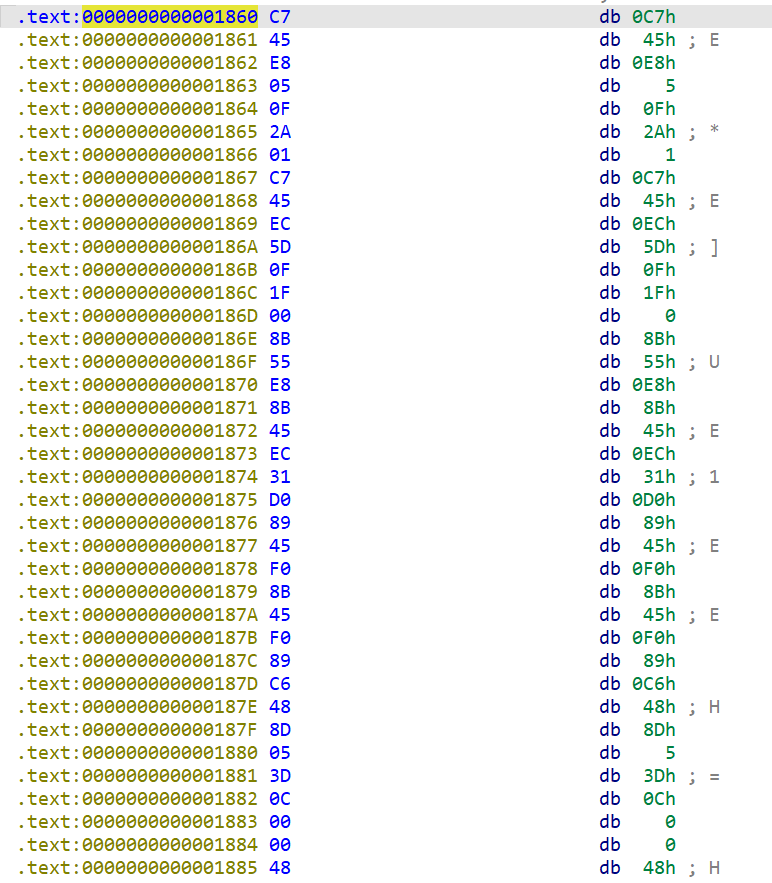 .text:0000000000001860 C7 db 0C7h
.text:0000000000001861 45 db 45h ; E
.text:0000000000001862 E8 db 0E8h
.text:0000000000001863 05 db 5
.text:0000000000001864 0F db 0Fh
.text:0000000000001865 2A db 2Ah ; *
.text:0000000000001866 01 db 1
.text:0000000000001867 C7 db 0C7h
.text:0000000000001868 45 db 45h ; E
.text:0000000000001869 EC db 0ECh
.text:000000000000186A 5D db 5Dh ; ]
.text:000000000000186B 0F db 0Fh
.text:000000000000186C 1F db 1Fh
.text:000000000000186D 00 db 0
.text:000000000000186E 8B db 8Bh
.text:000000000000186F 55 db 55h ; U
.text:0000000000001870 E8 db 0E8h
.text:0000000000001871 8B db 8Bh
.text:0000000000001872 45 db 45h ; E
.text:0000000000001873 EC db 0ECh
.text:0000000000001874 31 db 31h ; 1
.text:0000000000001875 D0 db 0D0h
.text:0000000000001876 89 db 89h
.text:0000000000001877 45 db 45h ; E
.text:0000000000001878 F0 db 0F0h
.text:0000000000001879 8B db 8Bh
.text:000000000000187A 45 db 45h ; E
.text:000000000000187B F0 db 0F0h
.text:000000000000187C 89 db 89h
.text:000000000000187D C6 db 0C6h
.text:000000000000187E 48 db 48h ; H
.text:000000000000187F 8D db 8Dh
.text:0000000000001880 05 db 5
.text:0000000000001881 3D db 3Dh ; =
.text:0000000000001882 0C db 0Ch
.text:0000000000001883 00 db 0
.text:0000000000001884 00 db 0
.text:0000000000001885 48 db 48h ; H